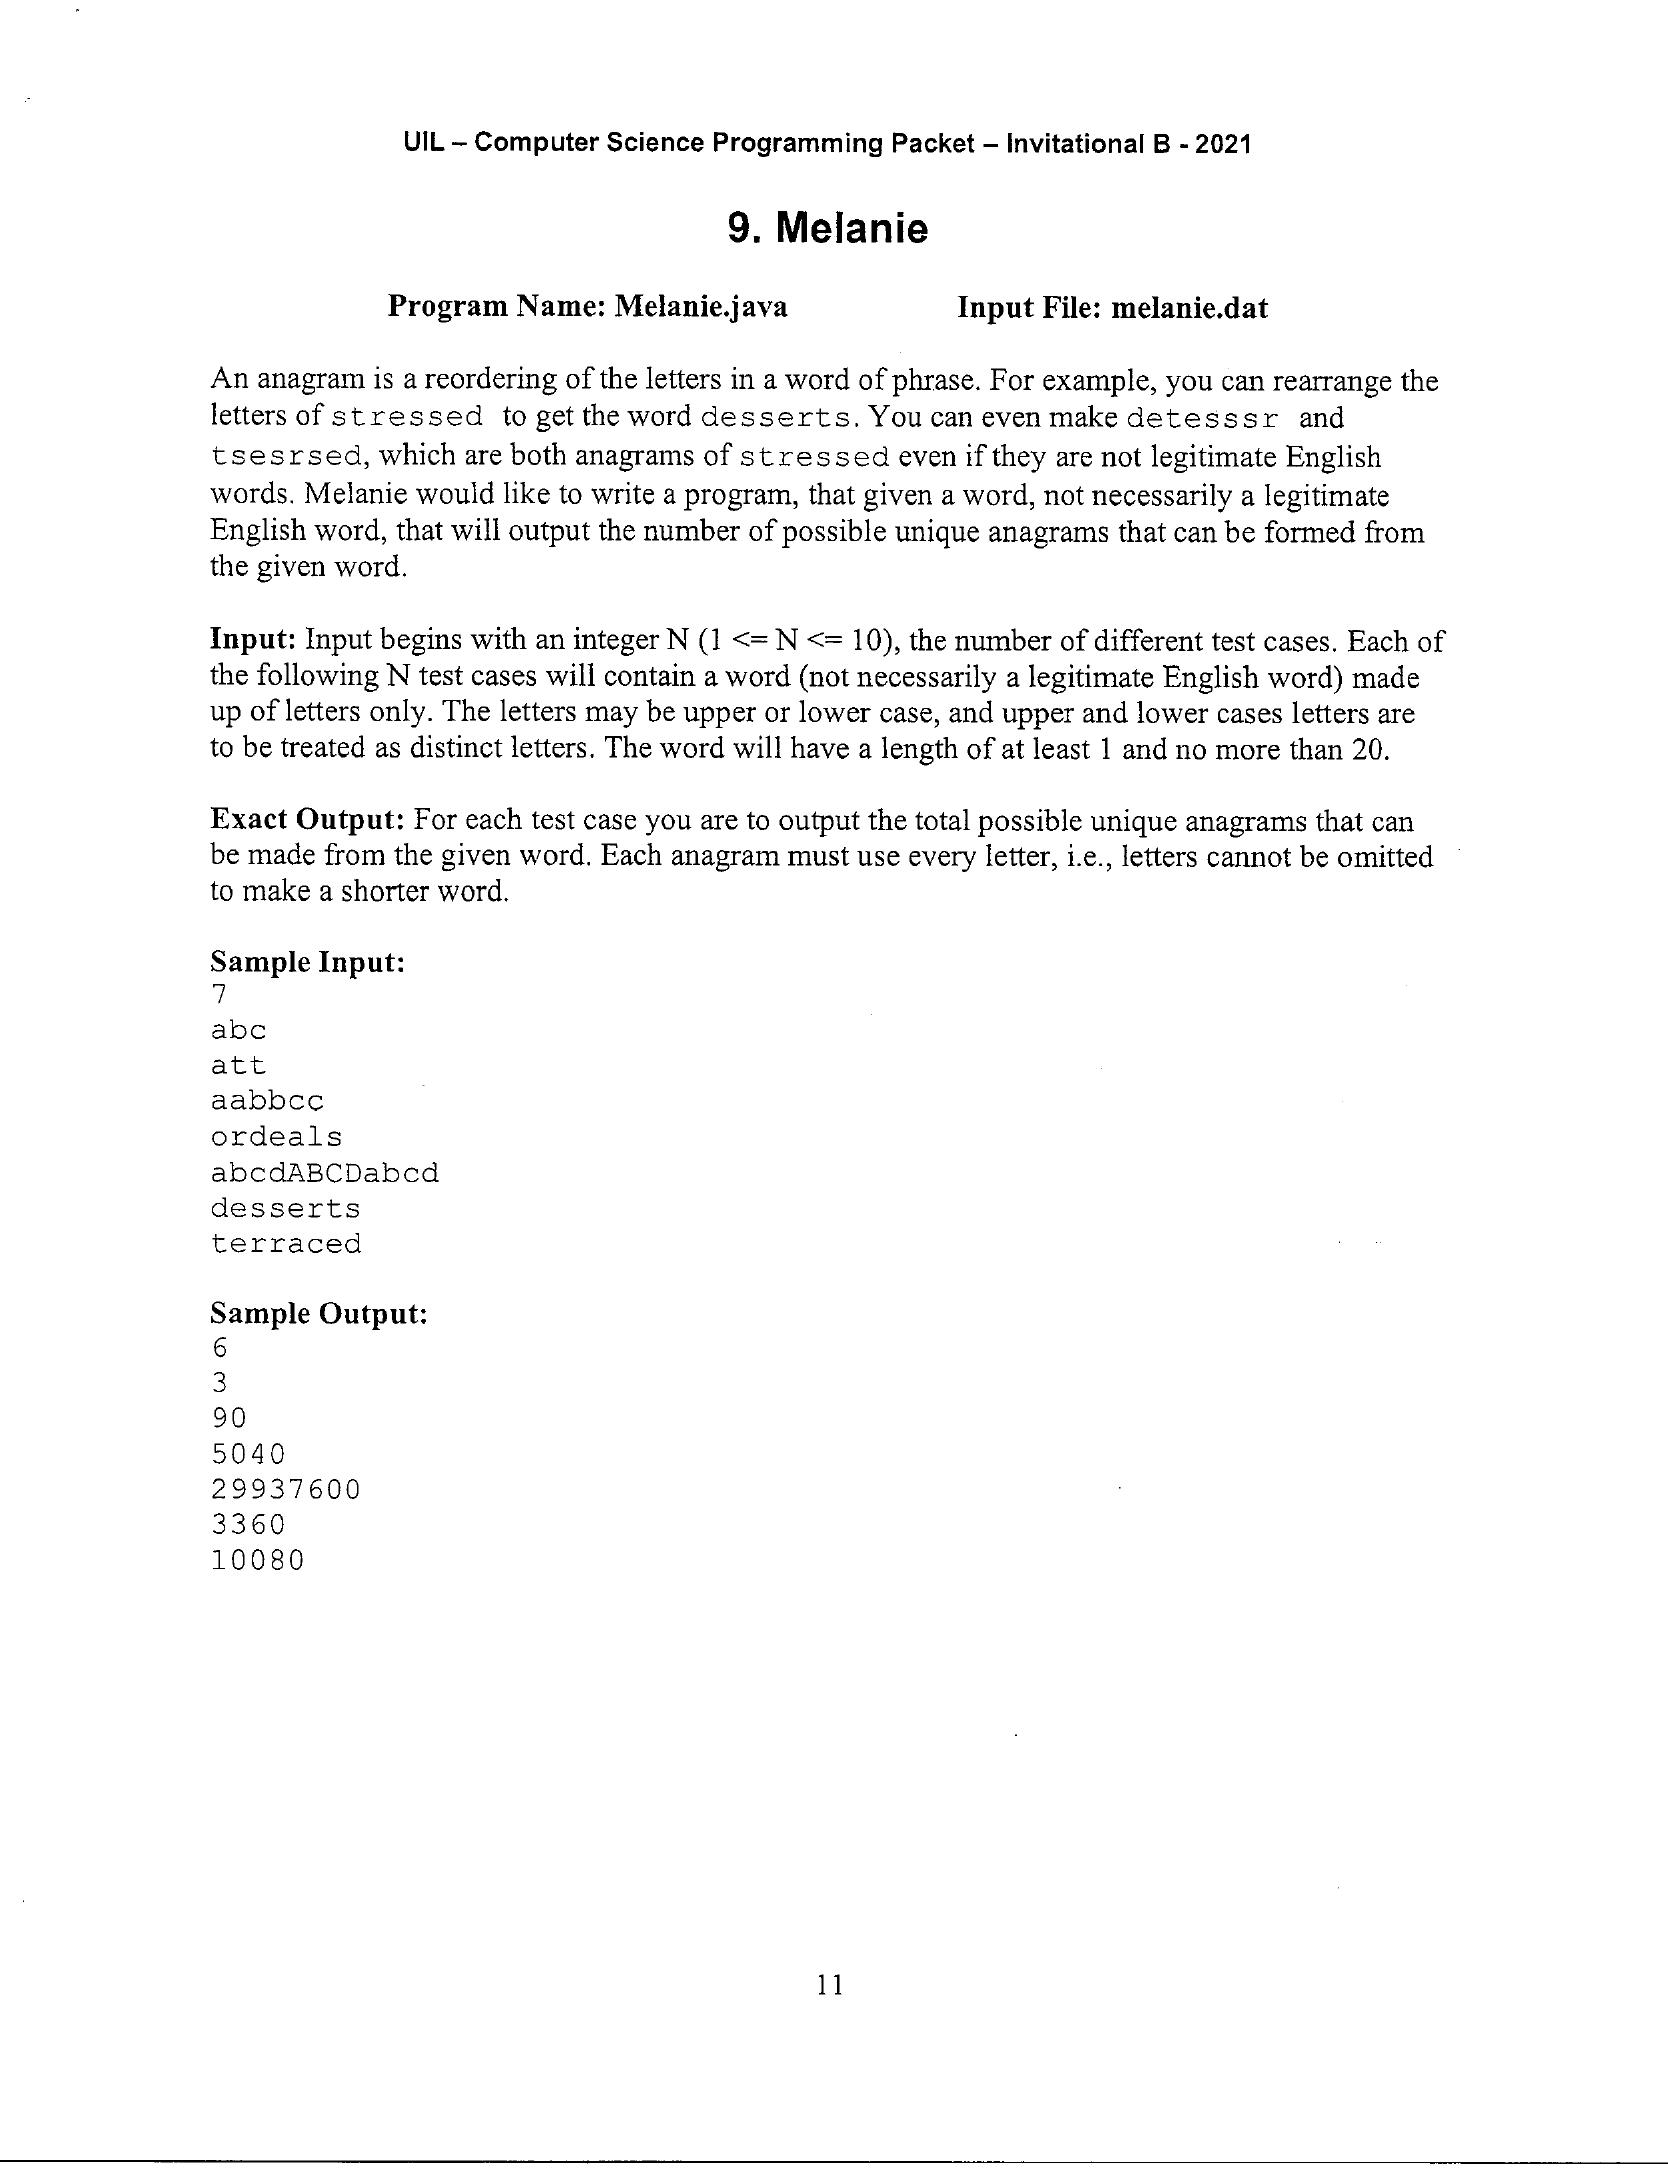 UIL – Computer Science Programming Packet – Invitational B - 2021
9. Melanie
Program Name: Melanie.java Input File: melanie.dat
An anagram is a reordering of the letters in a word of phrase. For example, you can rearrange the
letters of stressed to get the word desserts. You can even make detesssr and
tsesrsed, which are both anagrams of stressed even if they are not legitimate English
words. Melanie would like to write a program, that given a word, not necessarily a legitimate
English word, that will output the number of possible unique anagrams that can be formed from
the given word.
Input: Input begins with an integer N (1 <= N <= 10), the number of different test cases. Each of
the following N test cases will contain a word (not necessarily a legitimate English word) made
up of letters only. The letters may be upper or lower case, and upper and lower cases letters are
to be treated as distinct letters. The word will have a length of at least 1 and no more than 20.
Exact Output: For each test case you are to output the total possible unique anagrams that can
be made from the given word. Each anagram must use every letter, i.e., letters cannot be omitted
to make a shorter word.
Sample Input:
7
abc
att
aabbcc
ordeals
abcdABCDabcd
desserts
terraced
Sample Output:
6
3
90
5040
29937600
3360
10080
11